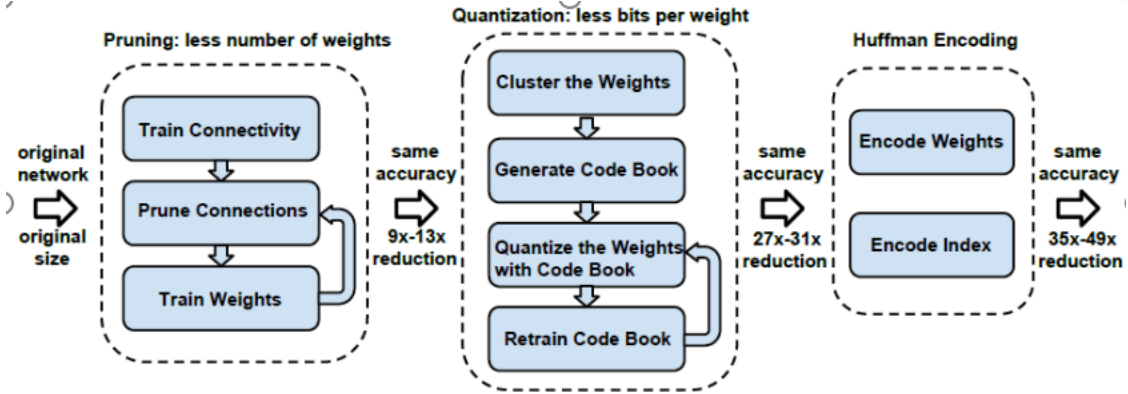 Pruning: less number of weights
Train Connectivity
Prune Connections
Train Weights
original
network
original
size
same
accuracy
9x-13x
reduction
Quantization: less bits per weight
Cluster the Weights
Generate Code Book
Quantize the Weights
with Code Book
Retrain Code Book
same
accuracy
27x-31x
reduction
Huffman Encoding
Encode Weights
Encode Index
same
accuracy
35x-49x
reduction